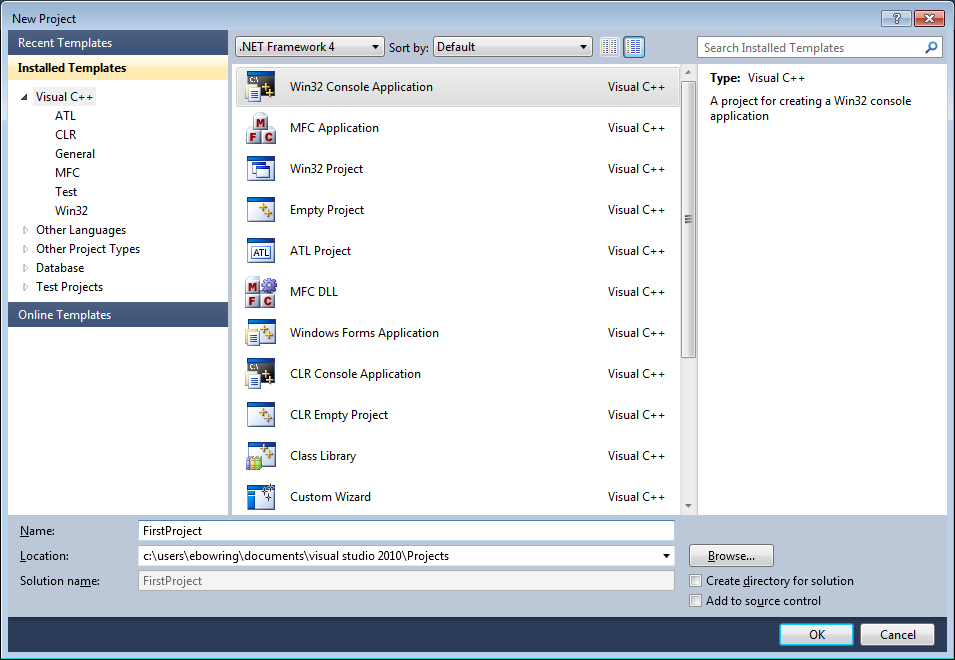 New Project
Recent Templates
Installed Templates
Visual C++
ATL
CLR
General
MFC
Test
Win32
Other Languages
Other Project Types
Database
Test Projects
Online Templates
.NET Framework 4 Sort by: Default
Win32 Console Application Visual C++
MFC Application Visual C++
Win32 Project Visual C++
Empty Project Visual C++
ATL Project Visual C++
MFC DLL Visual C++
Windows Forms Application Visual C++
CLR Console Application Visual C++
CLR Empty Project Visual C++
Class Library Visual C++
Custom Wizard Visual C++
Search Installed Templates
Type: Visual C++
A project for creating a Win32 console
application
Name: FirstProject
Location: c:\users\ebowring\documents\visual studio 2010\Projects Browse...
Solution name: FirstProject
Create directory for solution
Add to source control
OK Cancel